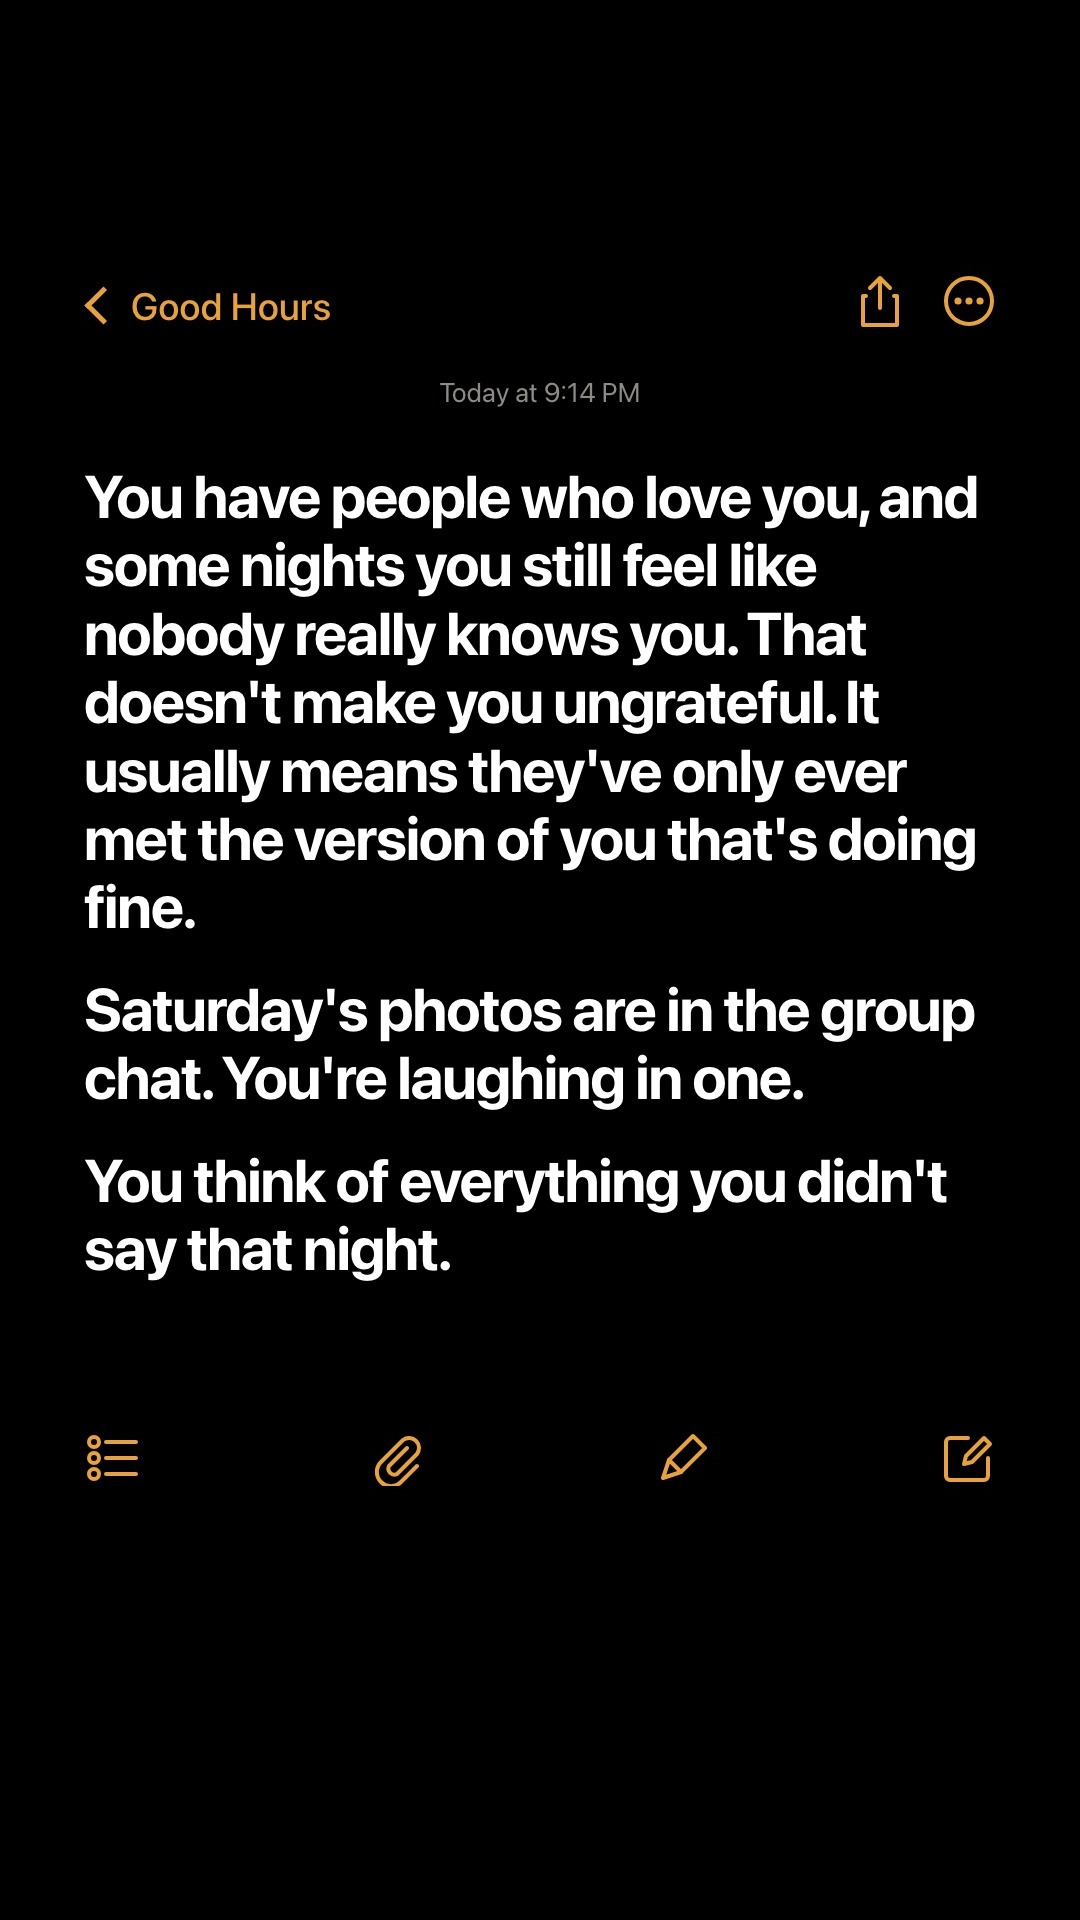 Good Hours
Today at 9:14 PM
You have people who love you, and
some nights you still feel like
nobody really knows you. That
doesn't make you ungrateful. It
usually means they've only ever
met the version of you that's doing
fine.
Saturday's photos are in the group
chat. You're laughing in one.
You think of everything you didn't
say that night.